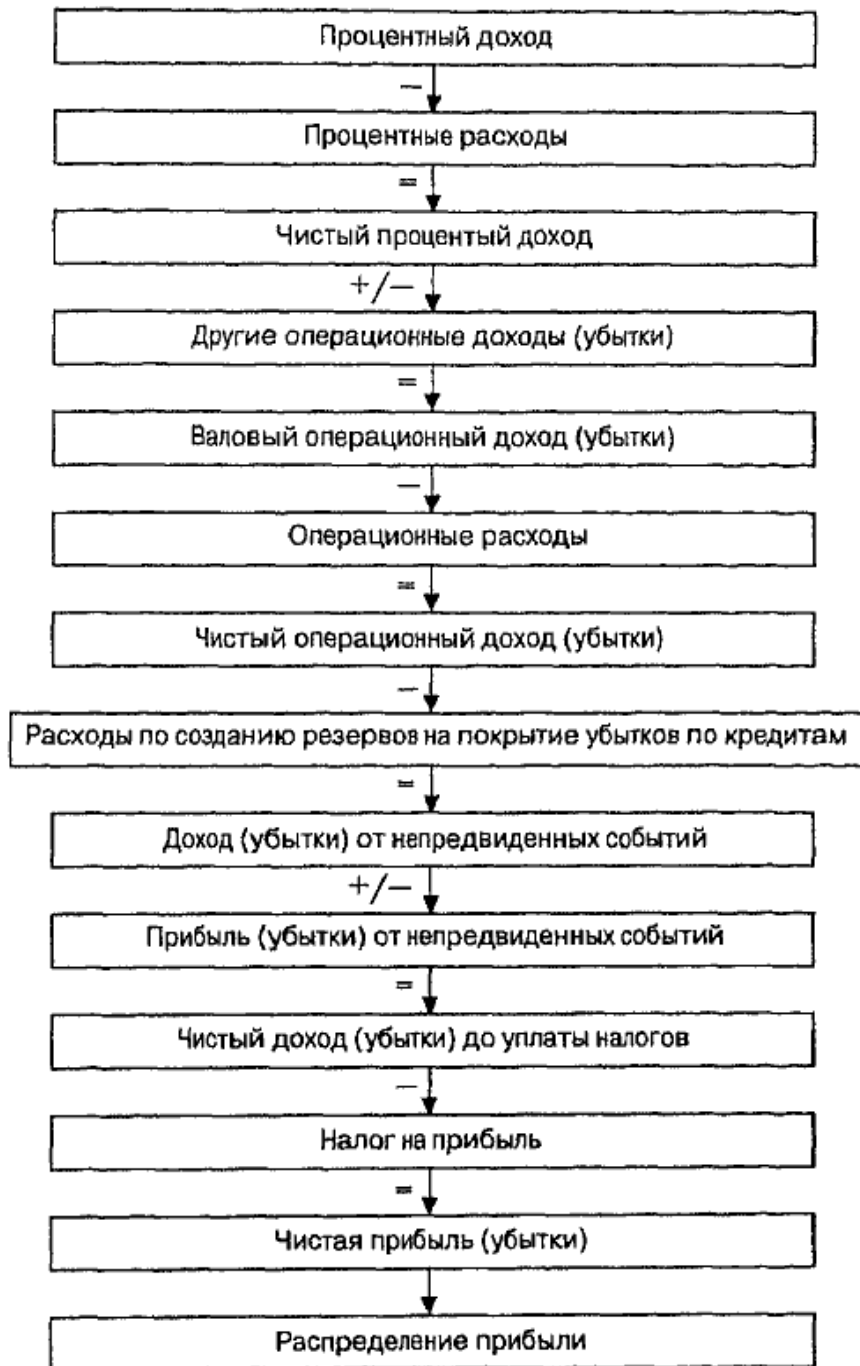 Процентный доход
−
Процентные расходы
=
Чистый процентый доход
+/−
Другие операционные доходы (убытки)
=
Валовый операционный доход (убытки)
−
Операционные расходы
=
Чистый операционный доход (убытки)
−
Расходы по созданию резервов на покрытие убытков по кредитам
=
Доход (убытки) от непредвиденных событий
+/−
Прибыль (убытки) от непредвиденных событий
=
Чистый доход (убытки) до уплаты налогов
−
Налог на прибыль
=
Чистая прибыль (убытки)
Распределение прибыли